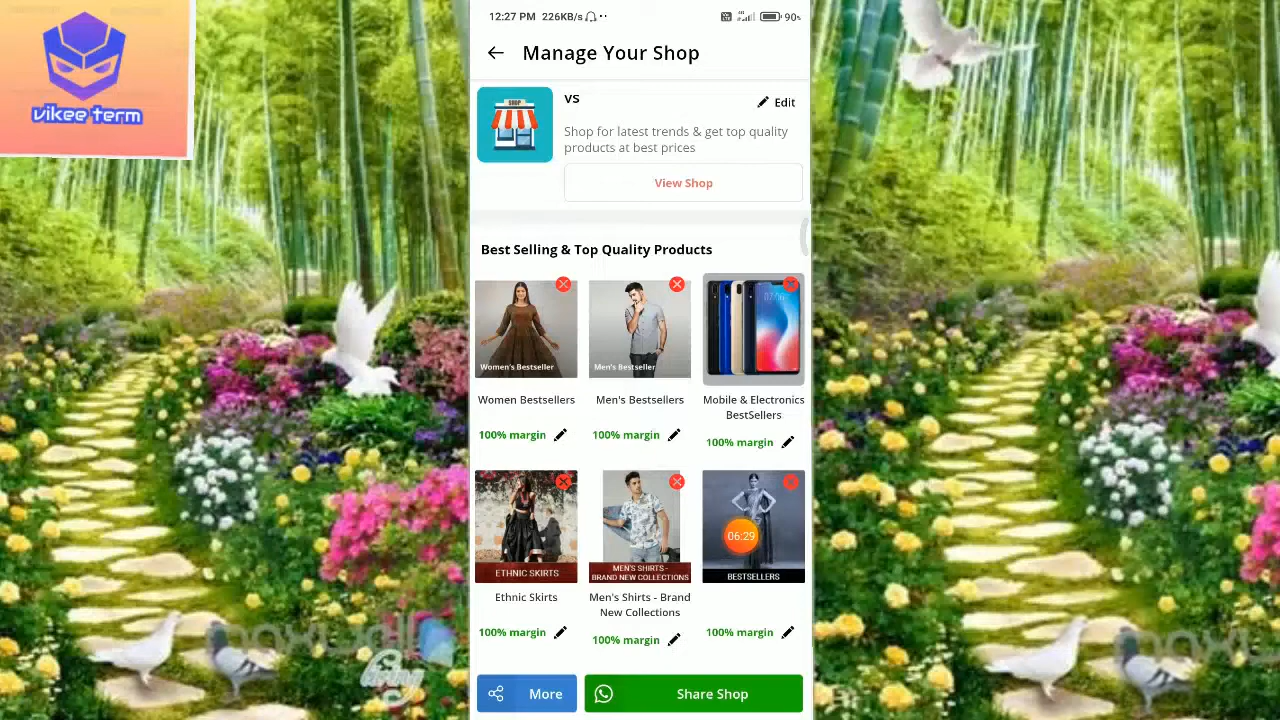 vikee term
12:27 PM 226KB/s
90%
Manage Your Shop
VS
Edit
Shop for latest trends & get top quality
products at best prices
SHOP
View Shop
Best Selling & Top Quality Products
Women's Bestseller
Men's Bestseller
07:06
Women Bestsellers
Men's Bestsellers
Mobile & Electronics
BestSellers
100% margin
100% margin
100% margin
06:29
ETHNIC SKIRTS
MEN'S SHIRTS -
BRAND NEW COLLECTIONS
BESTSELLERS
Ethnic Skirts
Men's Shirts - Brand
New Collections
100% margin
100% margin
100% margin
More
Share Shop